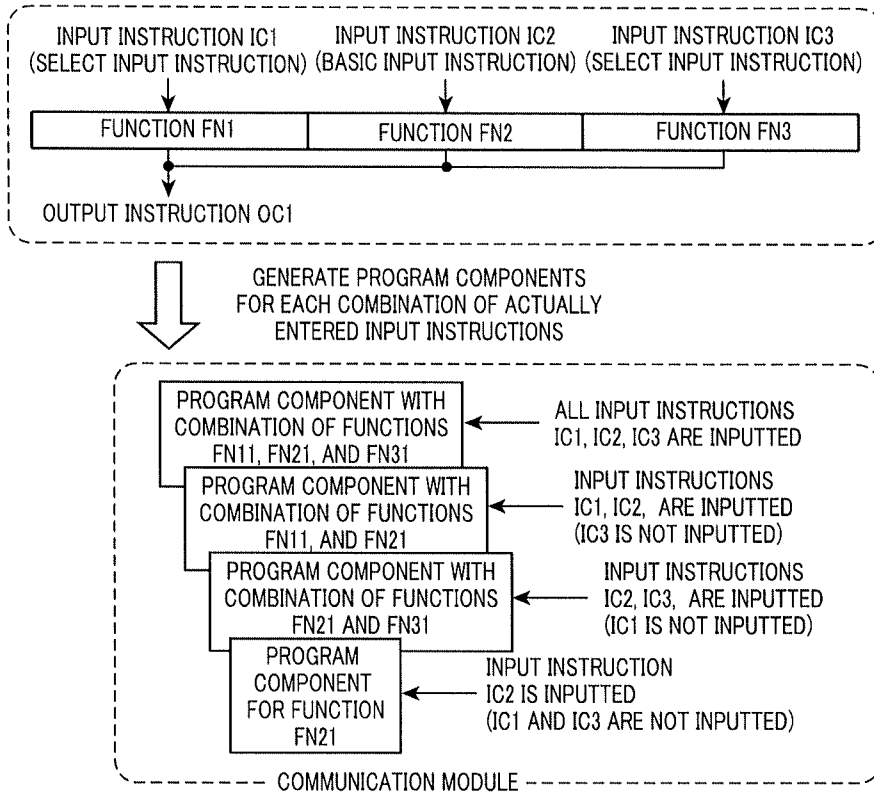 INPUT INSTRUCTION IC1
(SELECT INPUT INSTRUCTION)
INPUT INSTRUCTION IC2
(BASIC INPUT INSTRUCTION)
INPUT INSTRUCTION IC3
(SELECT INPUT INSTRUCTION)
FUNCTION FN1
FUNCTION FN2
FUNCTION FN3
OUTPUT INSTRUCTION OC1
GENERATE PROGRAM COMPONENTS
FOR EACH COMBINATION OF ACTUALLY
ENTERED INPUT INSTRUCTIONS
PROGRAM COMPONENT WITH
COMBINATION OF FUNCTIONS
FN11, FN21, AND FN31
ALL INPUT INSTRUCTIONS
IC1, IC2, IC3 ARE INPUTTED
PROGRAM COMPONENT WITH
COMBINATION OF FUNCTIONS
FN11, AND FN21
INPUT INSTRUCTIONS
IC1, IC2, ARE INPUTTED
(IC3 IS NOT INPUTTED)
PROGRAM COMPONENT WITH
COMBINATION OF FUNCTIONS
FN21 AND FN31
INPUT INSTRUCTIONS
IC2, IC3, ARE INPUTTED
(IC1 IS NOT INPUTTED)
PROGRAM
COMPONENT
FOR FUNCTION
FN21
INPUT INSTRUCTION
IC2 IS INPUTTED
(IC1 AND IC3 ARE NOT INPUTTED)
COMMUNICATION MODULE